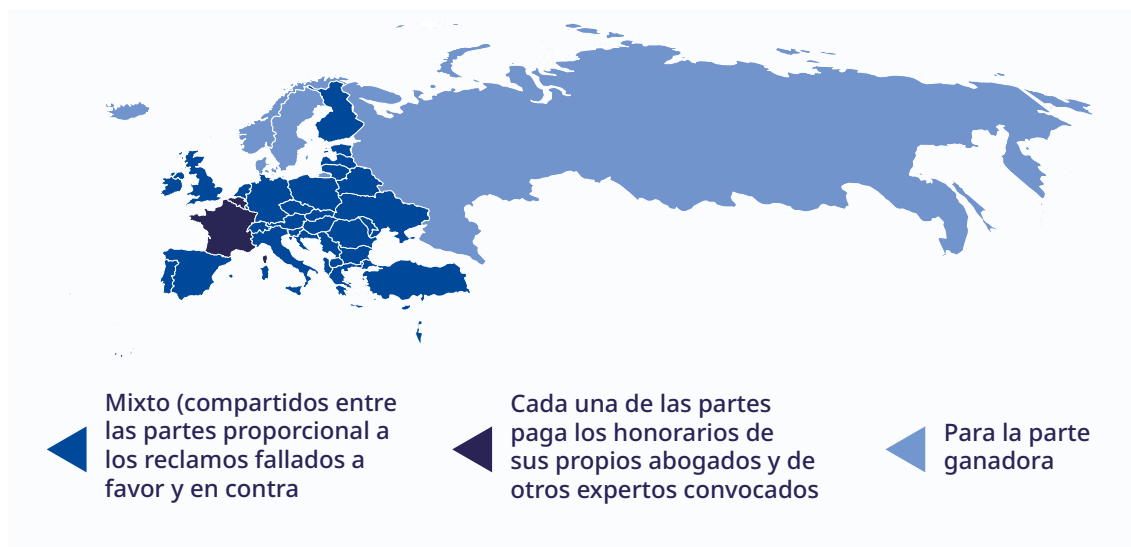 Mixto (compartidos entre
las partes proporcional a
los reclamos fallados a
favor y en contra
Cada una de las partes
paga los honorarios de
sus propios abogados y de
otros expertos convocados
Para la parte
ganadora